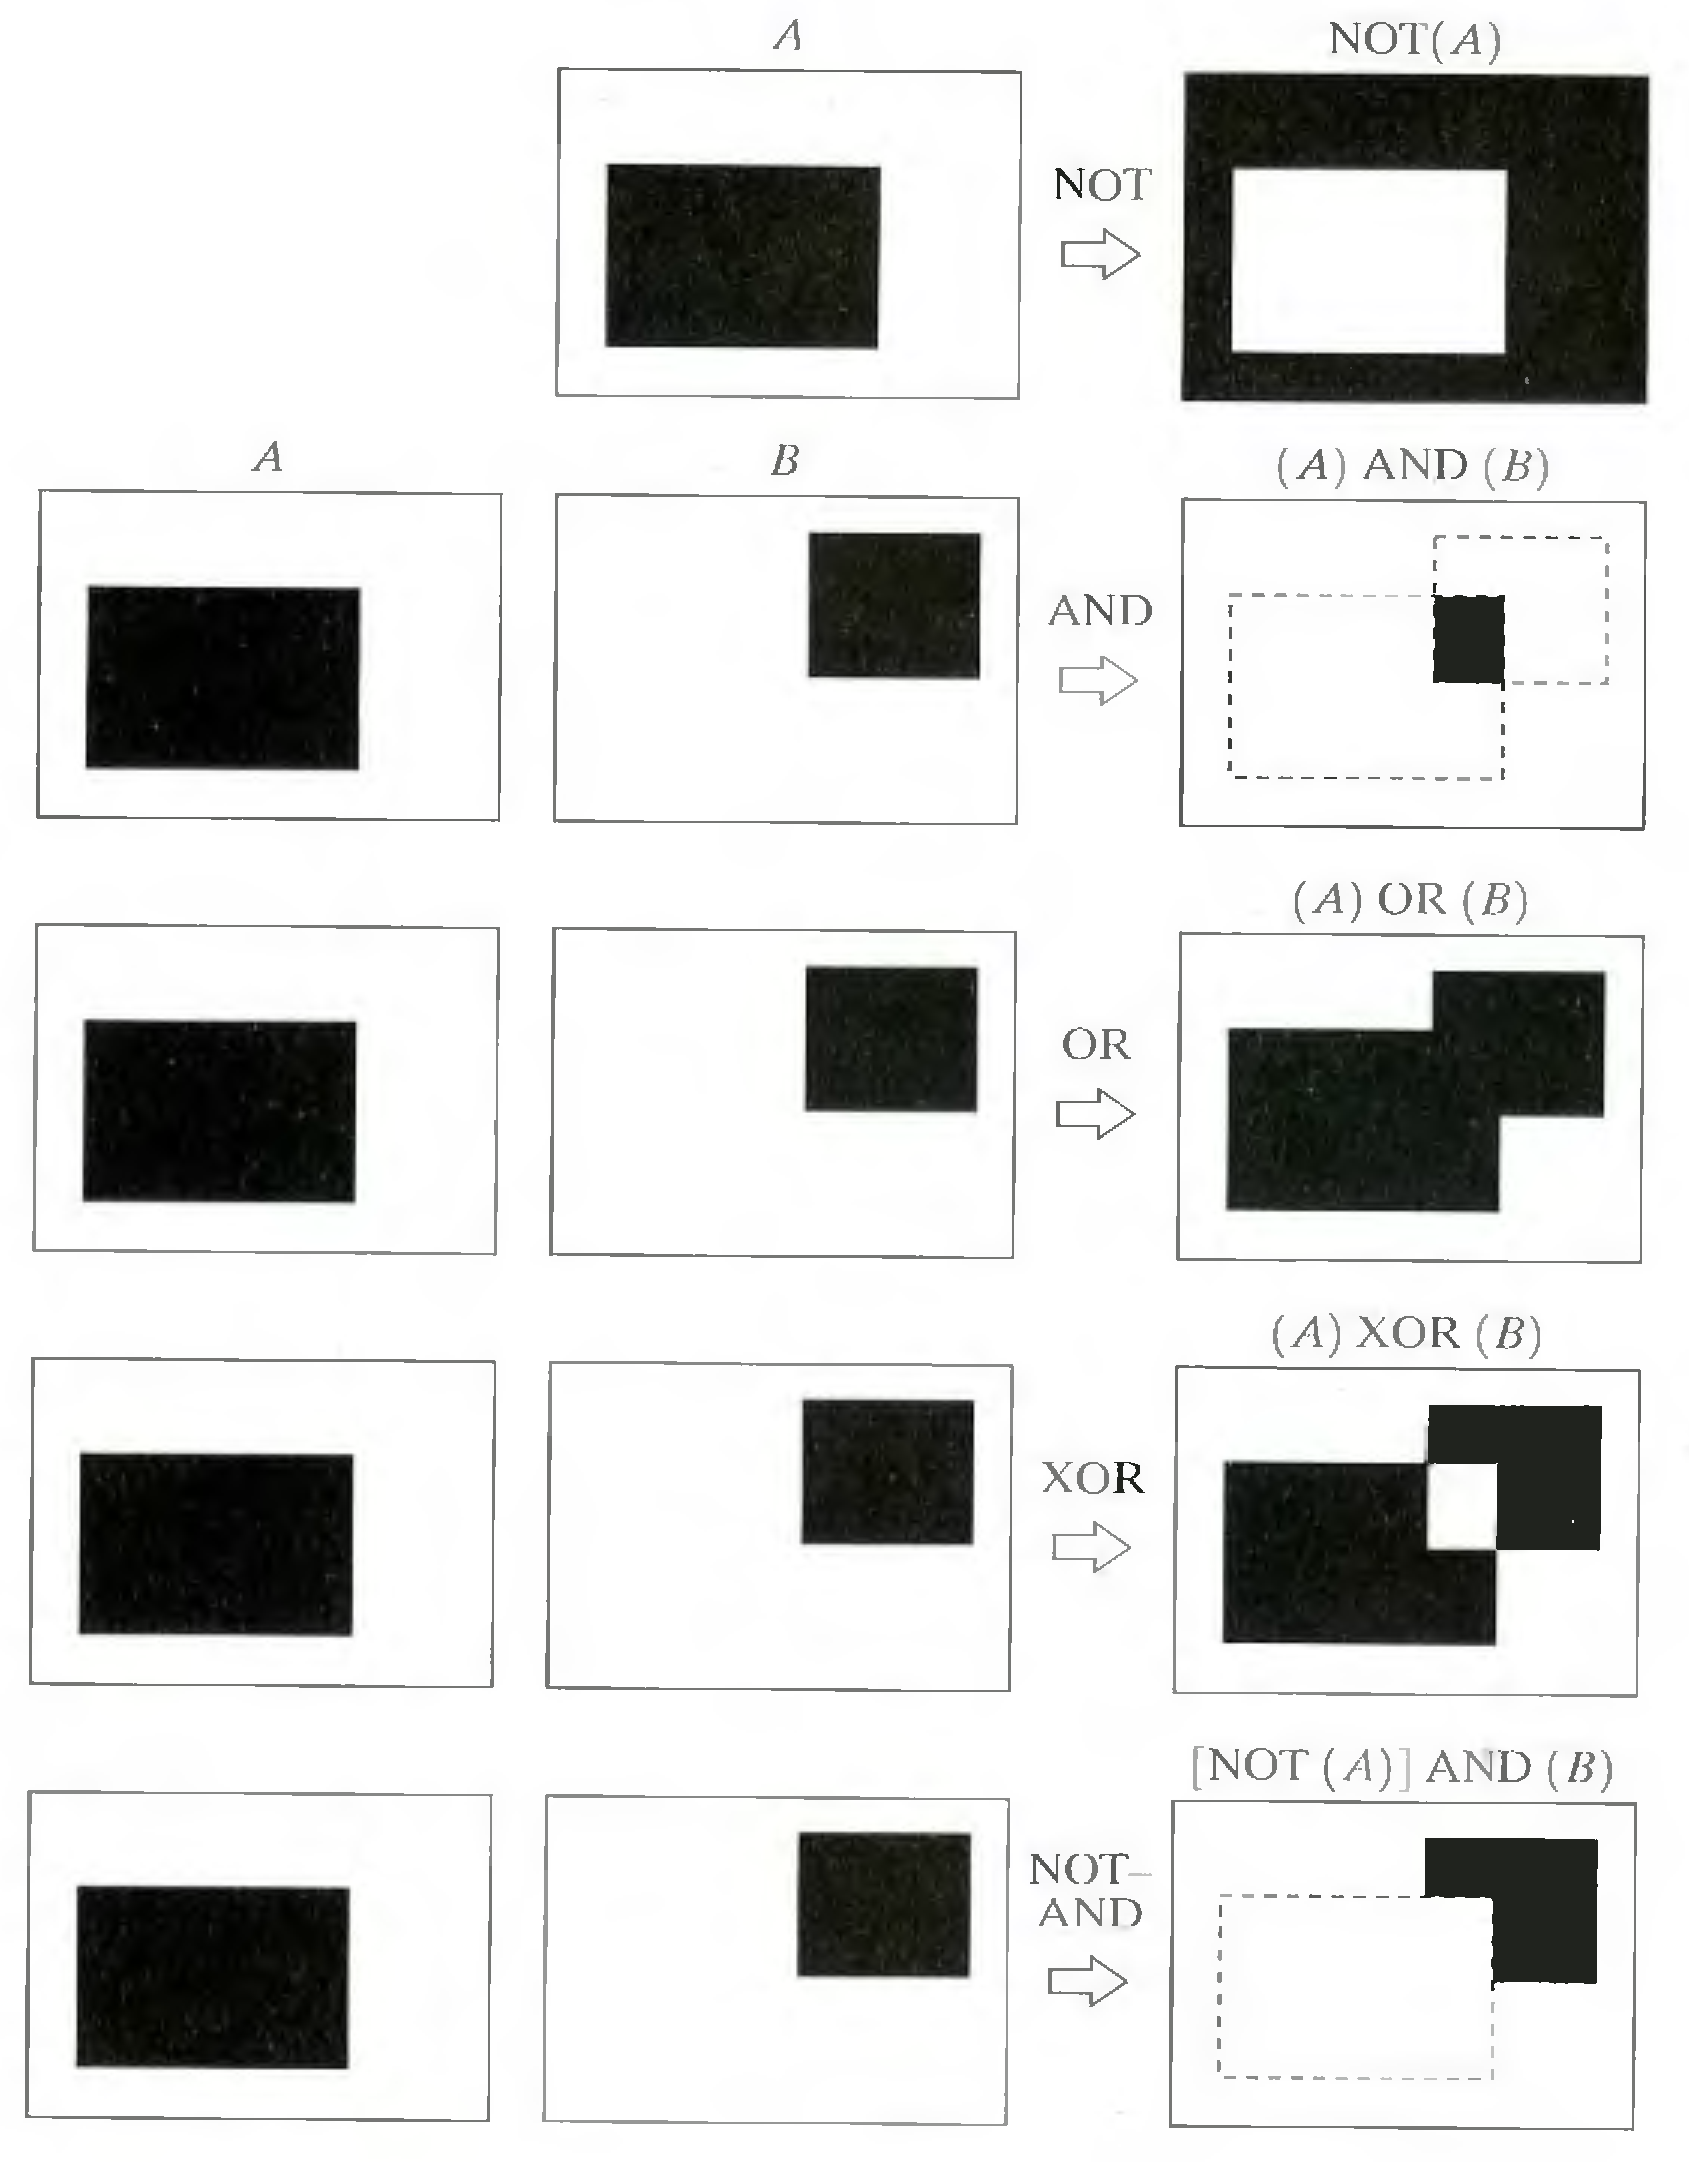 A
NOT(A)
NOT
A
B
(A) AND (B)
AND
(A) OR (B)
OR
(A) XOR (B)
XOR
[NOT (A)] AND (B)
NOT–
AND